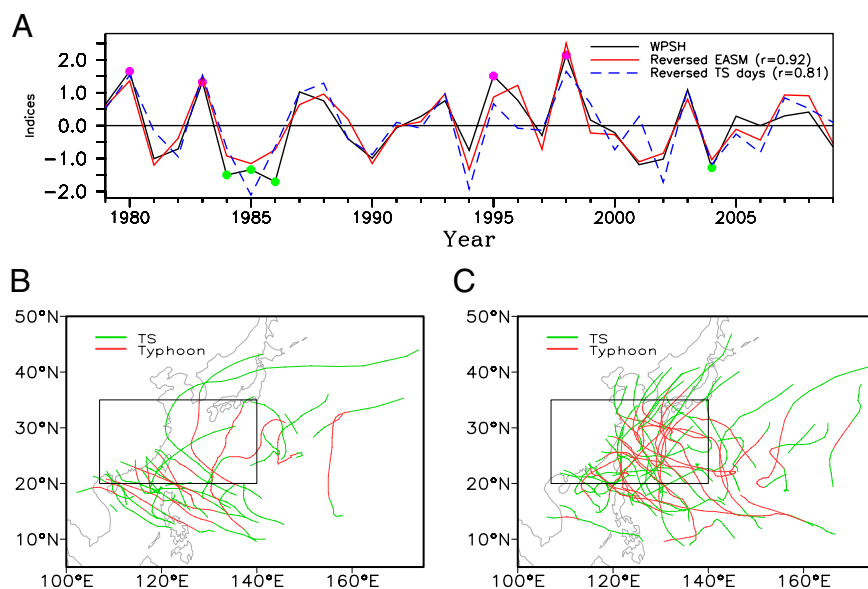 A
WPSH
Reversed EASM (r=0.92)
Reversed TS days (r=0.81)
Indices
2.0
1.0
0.0
-1.0
-2.0
1980 1985 1990 1995 2000 2005
Year
B
50°N
40°N
30°N
20°N
10°N
TS
Typhoon
100°E 120°E 140°E 160°E
C
50°N
40°N
30°N
20°N
10°N
TS
Typhoon
100°E 120°E 140°E 160°E